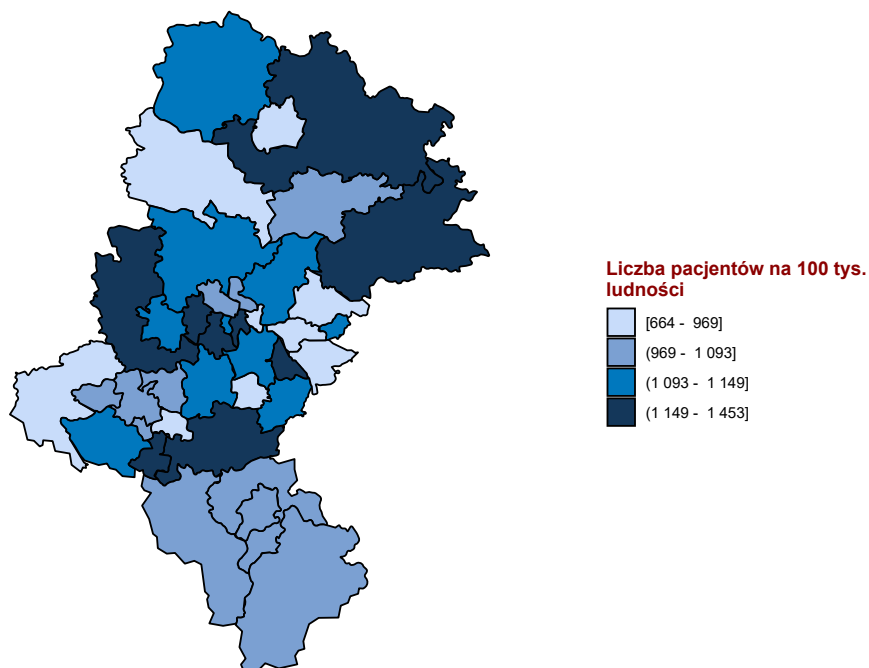 Liczba pacjentów na 100 tys.
ludności
[664 - 969]
(969 - 1 093]
(1 093 - 1 149]
(1 149 - 1 453]